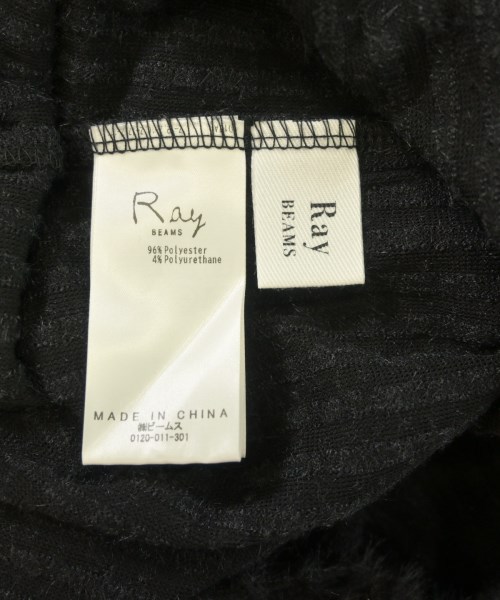 Ray
BEAMS
96% Polyester
4% Polyurethane
MADE IN CHINA
㈱ビームス
0120-011-301
Ray
BEAMS